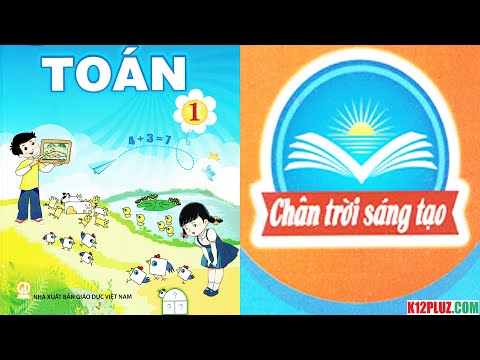 TOÁN
1
4 + 3 = 7
? ?
? ?
NHÀ XUẤT BẢN GIÁO DỤC VIỆT NAM
Chân trời sáng tạo
K12PLUZ.COM